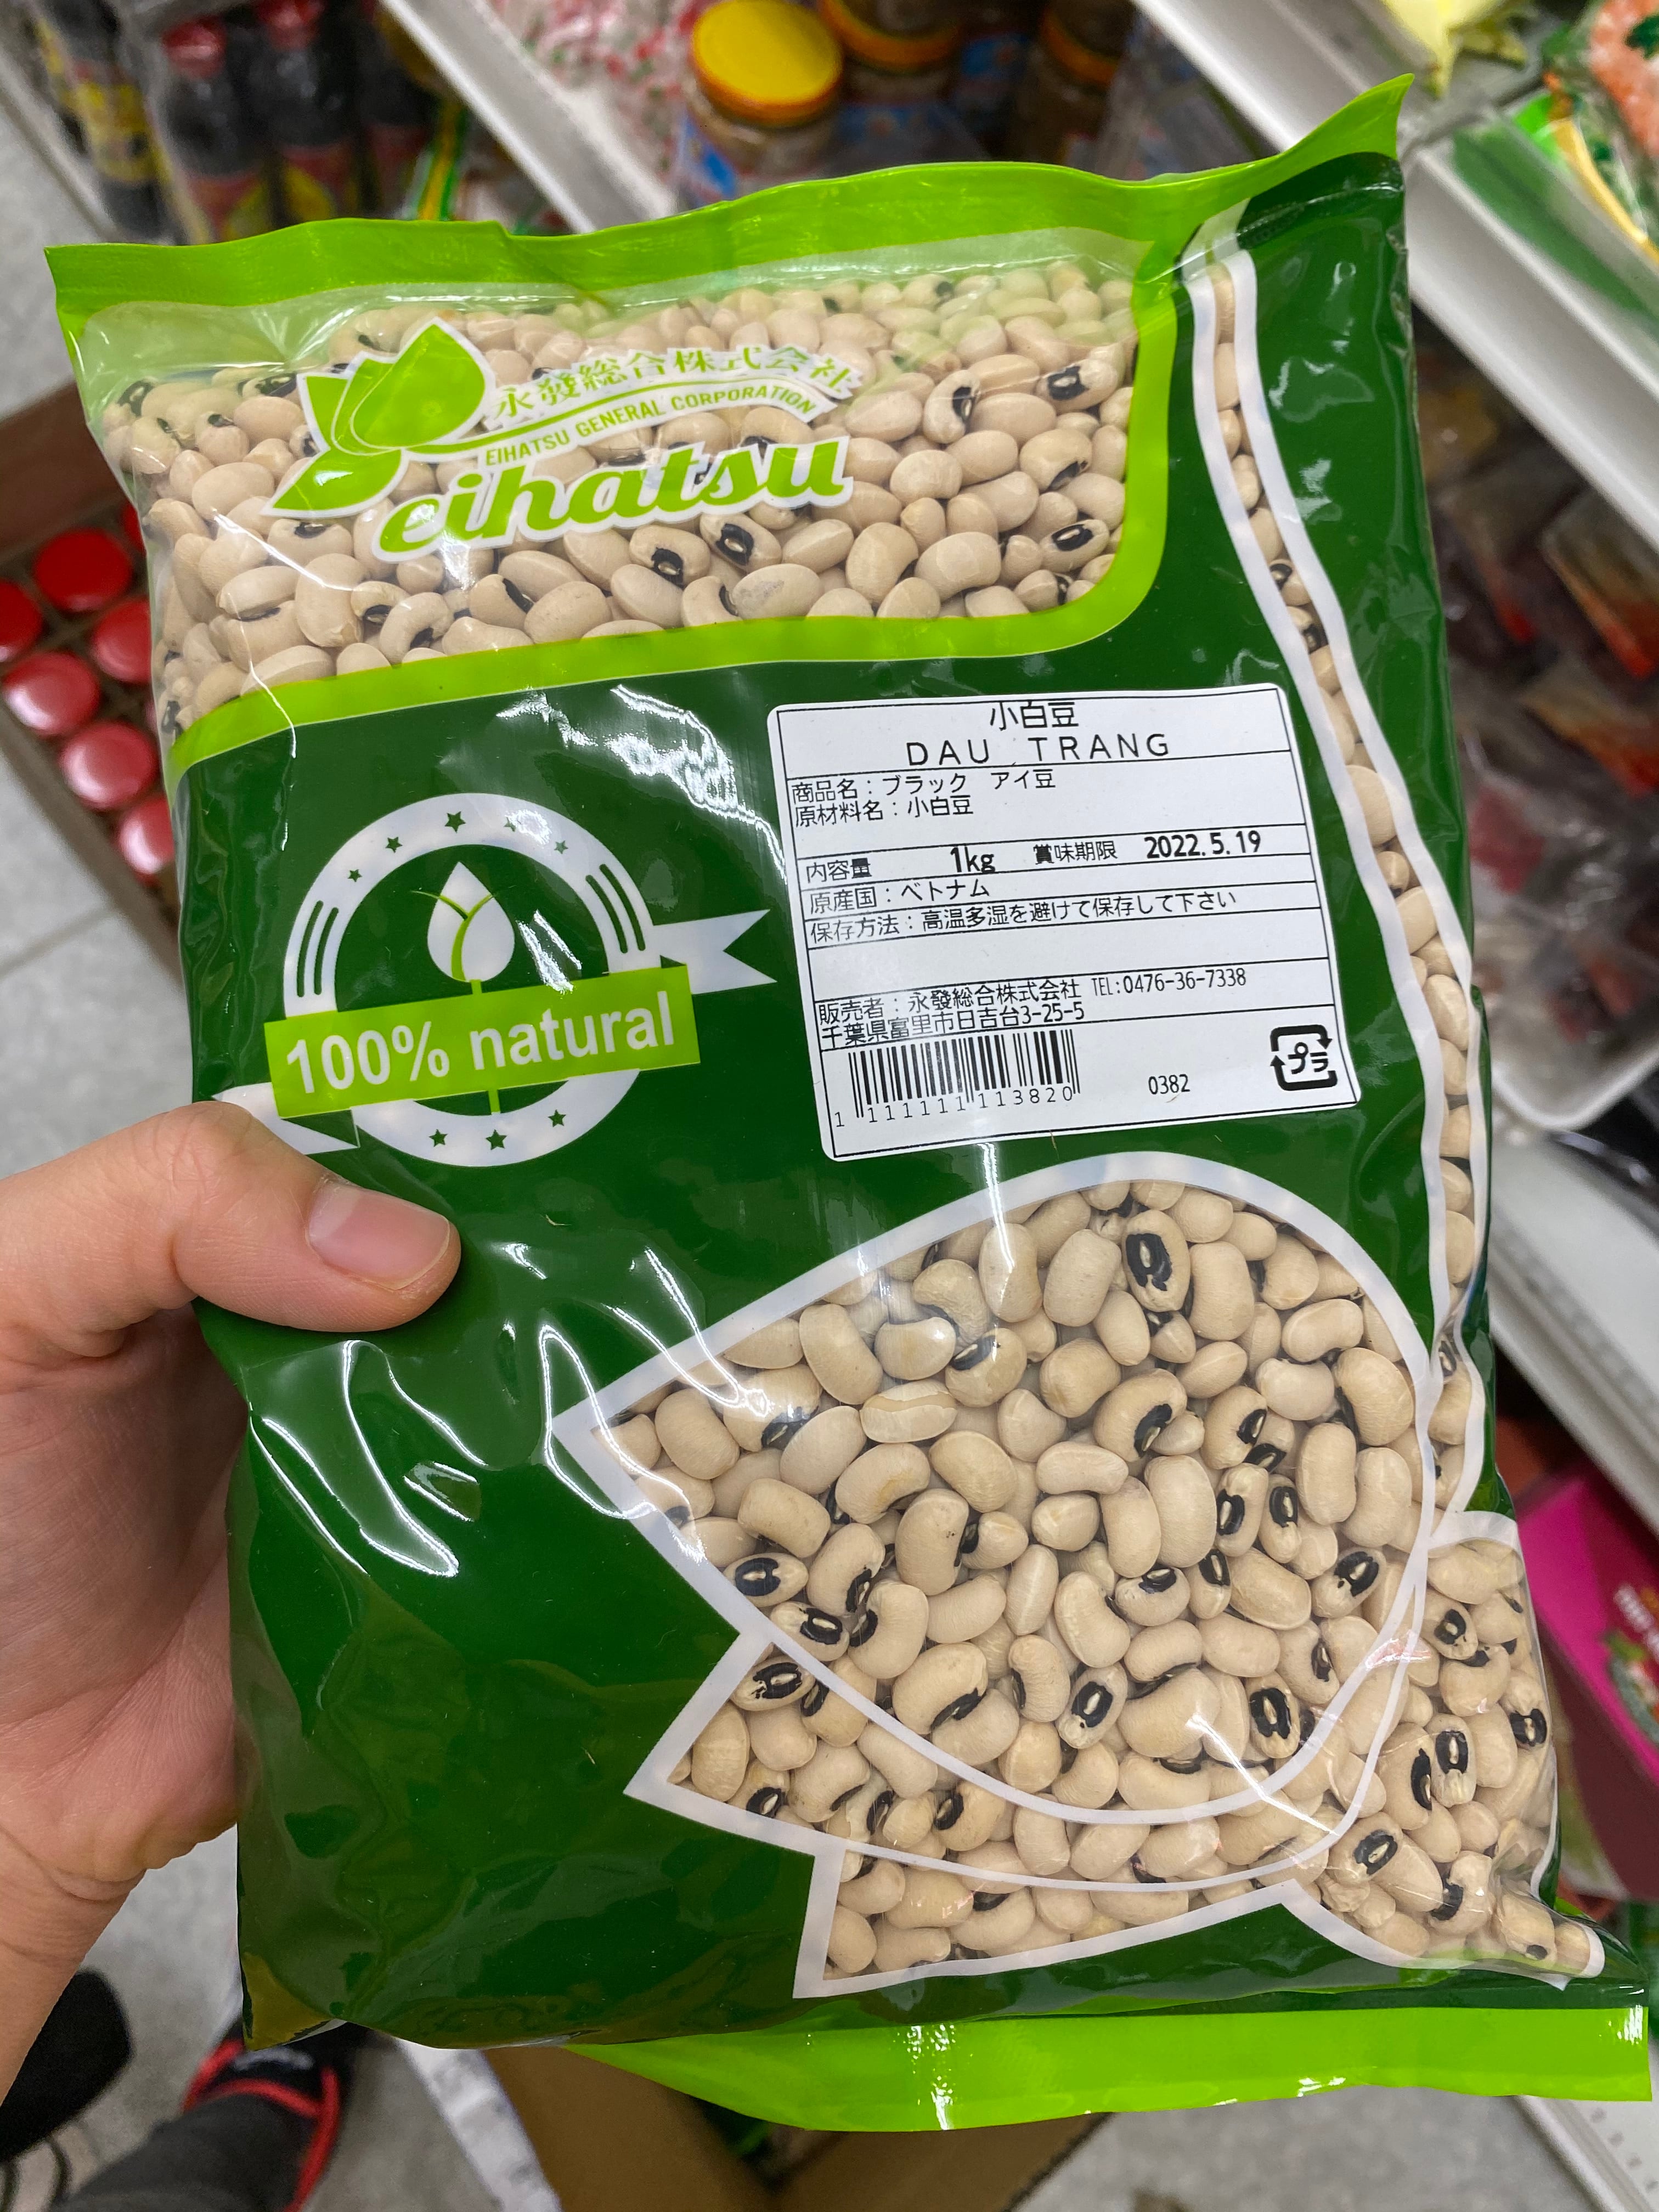 永發総合株式会社
EIHATSU GENERAL CORPORATION
eihatsu
小白豆
DAU TRANG
商品名：ブラック アイ豆
原材料名：小白豆
内容量 1kg 賞味期限 2022.5.19
原産国：ベトナム
保存方法：高温多湿を避けて保存して下さい
販売者：永發総合株式会社 TEL:0476-36-7338
千葉県富里市日吉台3-25-5
1 111111 113820 0382 プラ
100% natural